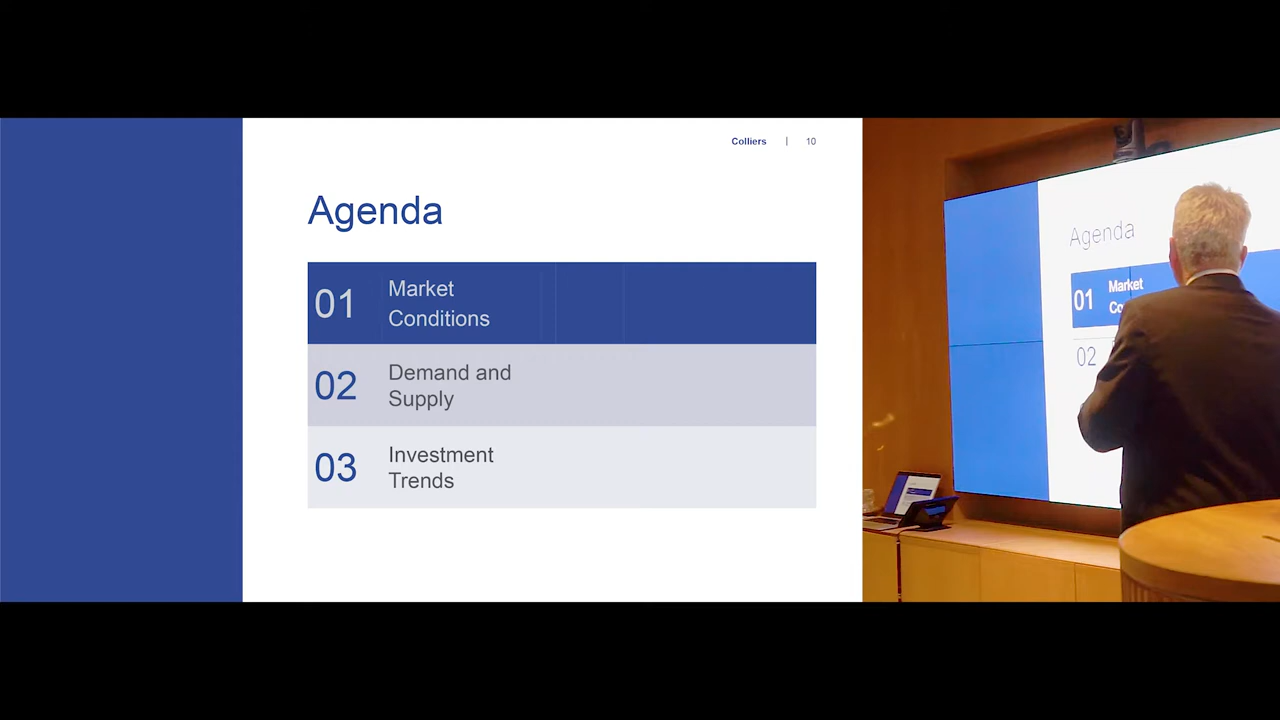 Colliers | 10
Agenda
01 Market
Conditions
02 Demand and
Supply
03 Investment
Trends
Agenda
01 Market
02